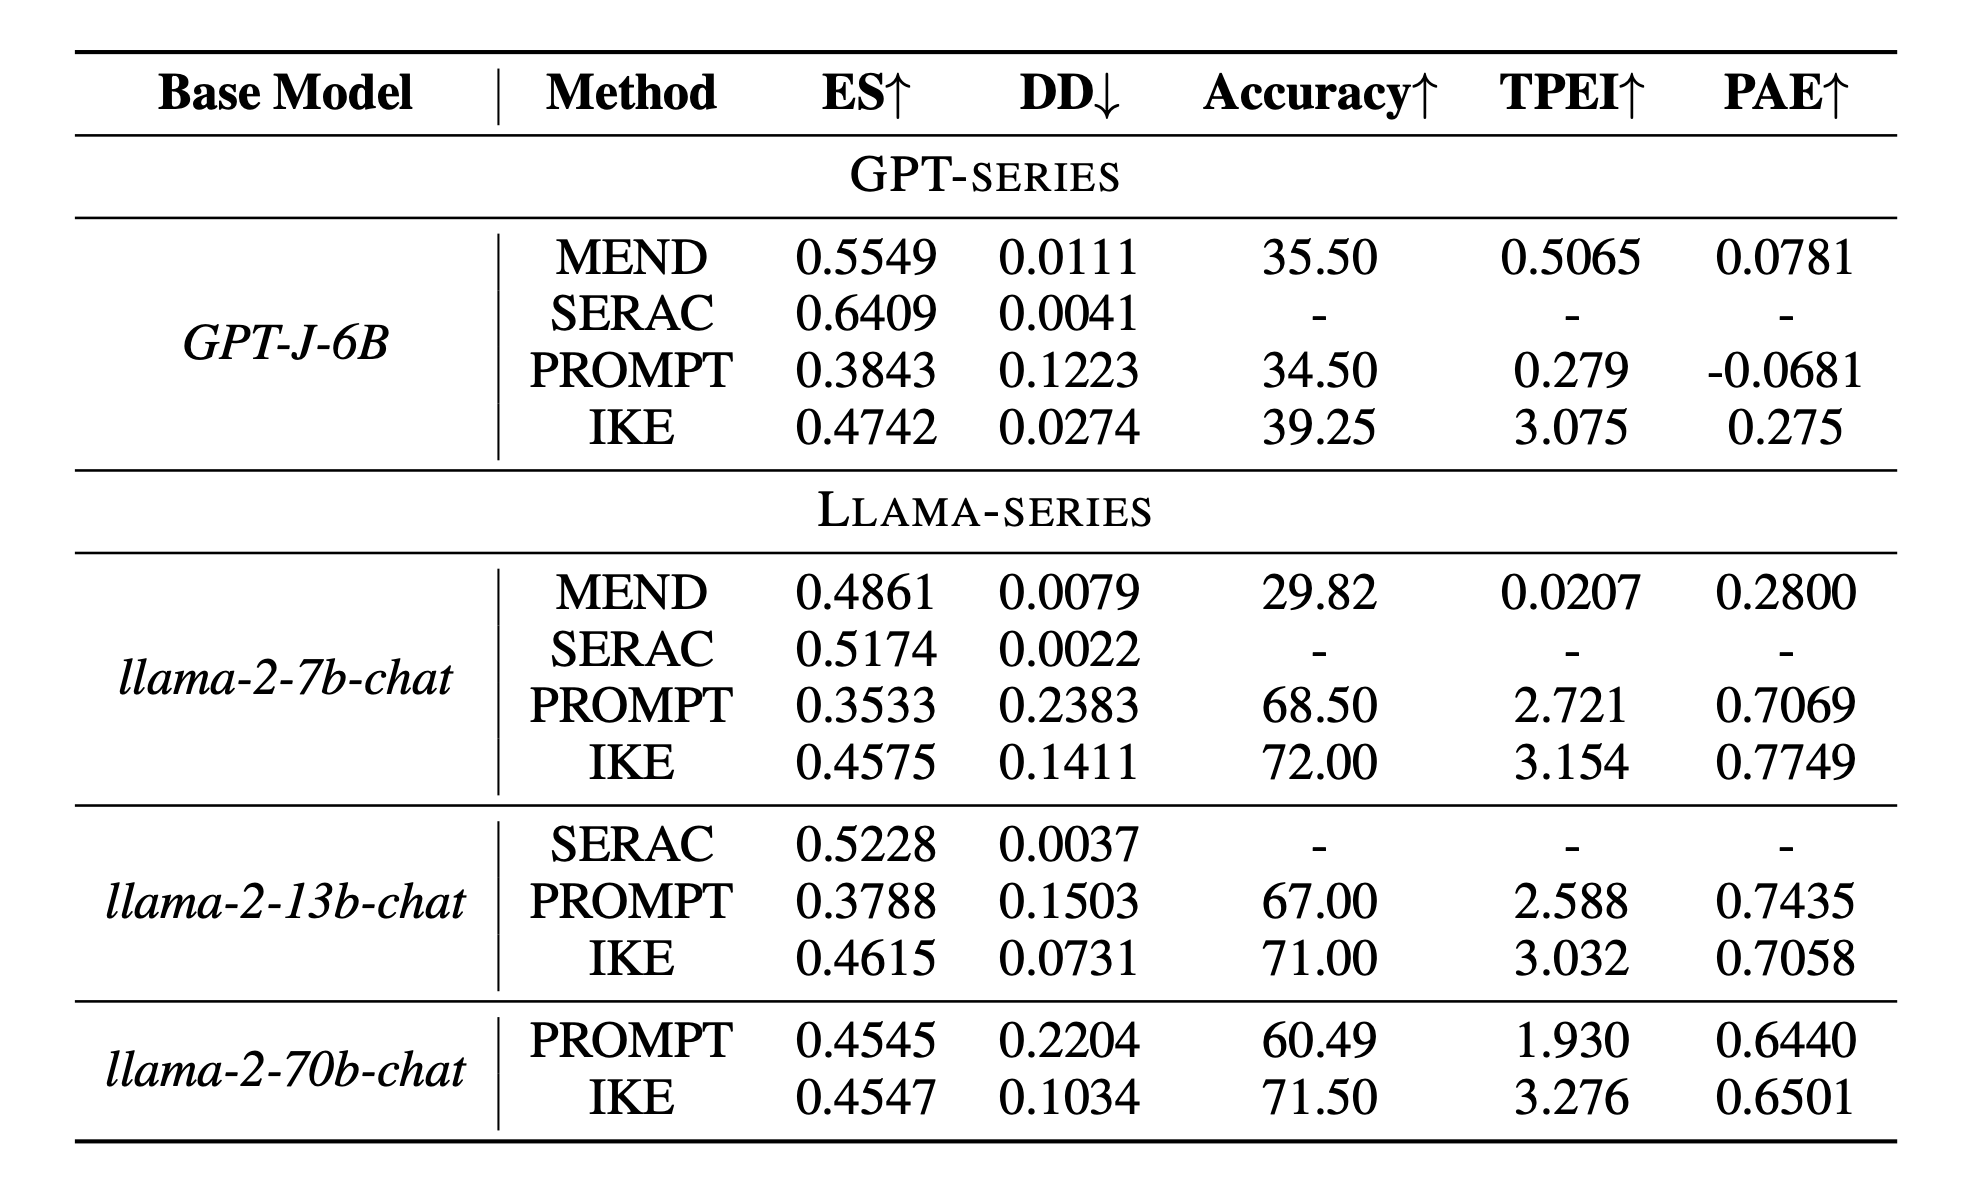 Base Model Method ES↑ DD↓ Accuracy↑ TPEI↑ PAE↑
GPT-SERIES
GPT-J-6B
MEND 0.5549 0.0111 35.50 0.5065 0.0781
SERAC 0.6409 0.0041 - - -
PROMPT 0.3843 0.1223 34.50 0.279 -0.0681
IKE 0.4742 0.0274 39.25 3.075 0.275
LLAMA-SERIES
llama-2-7b-chat
MEND 0.4861 0.0079 29.82 0.0207 0.2800
SERAC 0.5174 0.0022 - - -
PROMPT 0.3533 0.2383 68.50 2.721 0.7069
IKE 0.4575 0.1411 72.00 3.154 0.7749
llama-2-13b-chat
SERAC 0.5228 0.0037 - - -
PROMPT 0.3788 0.1503 67.00 2.588 0.7435
IKE 0.4615 0.0731 71.00 3.032 0.7058
llama-2-70b-chat
PROMPT 0.4545 0.2204 60.49 1.930 0.6440
IKE 0.4547 0.1034 71.50 3.276 0.6501